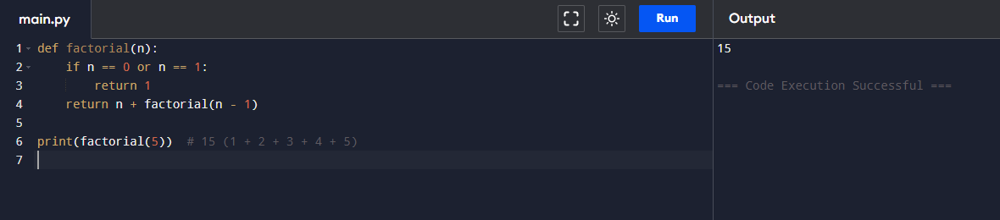 main.py
Run
Output
1 def factorial(n):
2     if n == 0 or n == 1:
3         return 1
4     return n + factorial(n - 1)
5
6 print(factorial(5))  # 15 (1 + 2 + 3 + 4 + 5)
7
15
=== Code Execution Successful ===